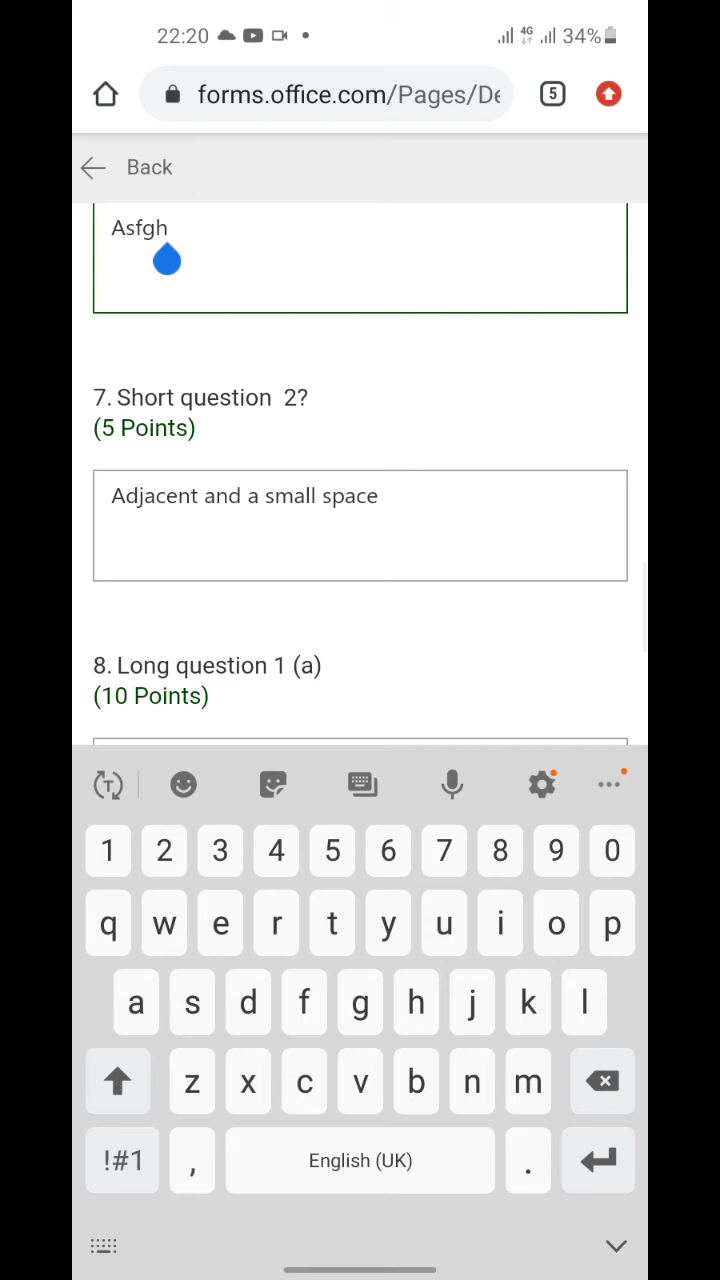 22:20
4G 34%
forms.office.com/Pages/De
5
Back
Asfgh
7. Short question  2?
(5 Points)
Adjacent and a small space
8. Long question 1 (a)
(10 Points)
T
1 2 3 4 5 6 7 8 9 0
q w e r t y u i o p
a s d f g h j k l
z x c v b n m
!#1 , English (UK) .